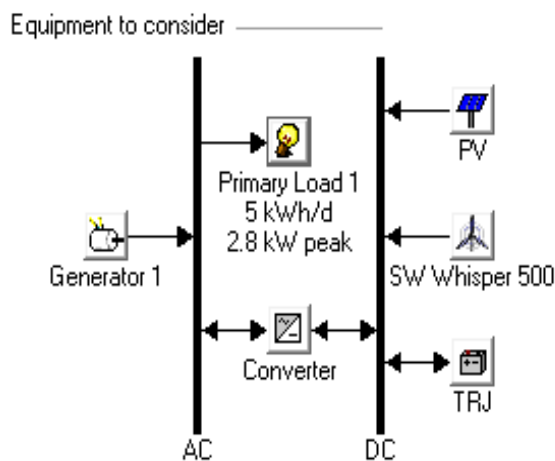 Equipment to consider
PV
Primary Load 1
5 kWh/d
2.8 kW peak
Generator 1
SW Whisper 500
Converter
TRJ
AC
DC